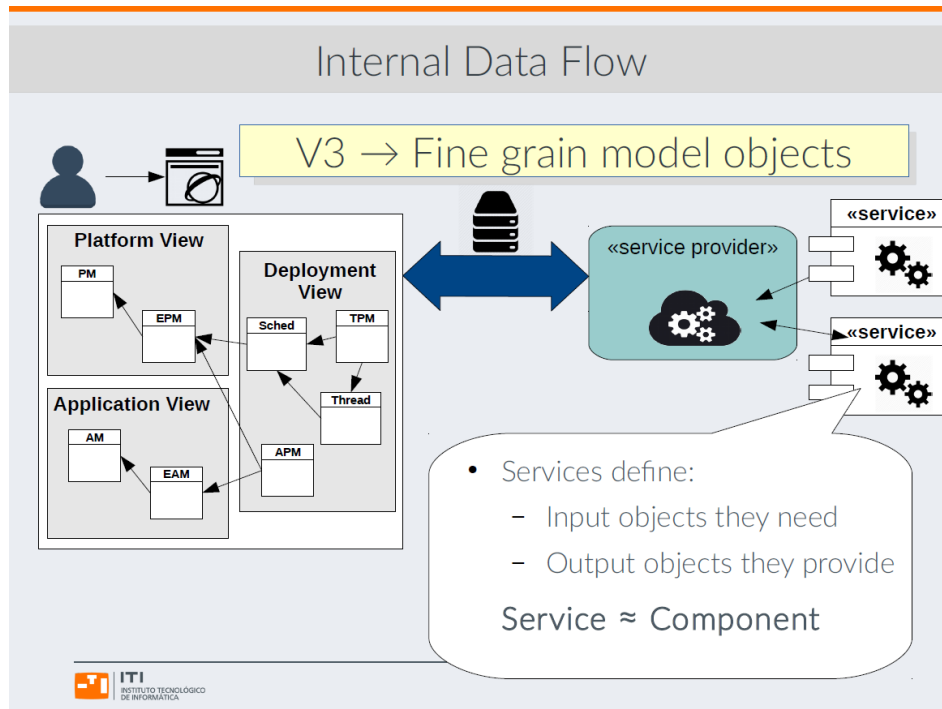 Internal Data Flow
V3 → Fine grain model objects
Platform View
PM
EPM
Application View
AM
EAM
Deployment
View
Sched
TPM
Thread
APM
«service provider»
«service»
«service»
• Services define:
– Input objects they need
– Output objects they provide
Service ≈ Component
ITI
INSTITUTO TECNOLÓGICO
DE INFORMÁTICA